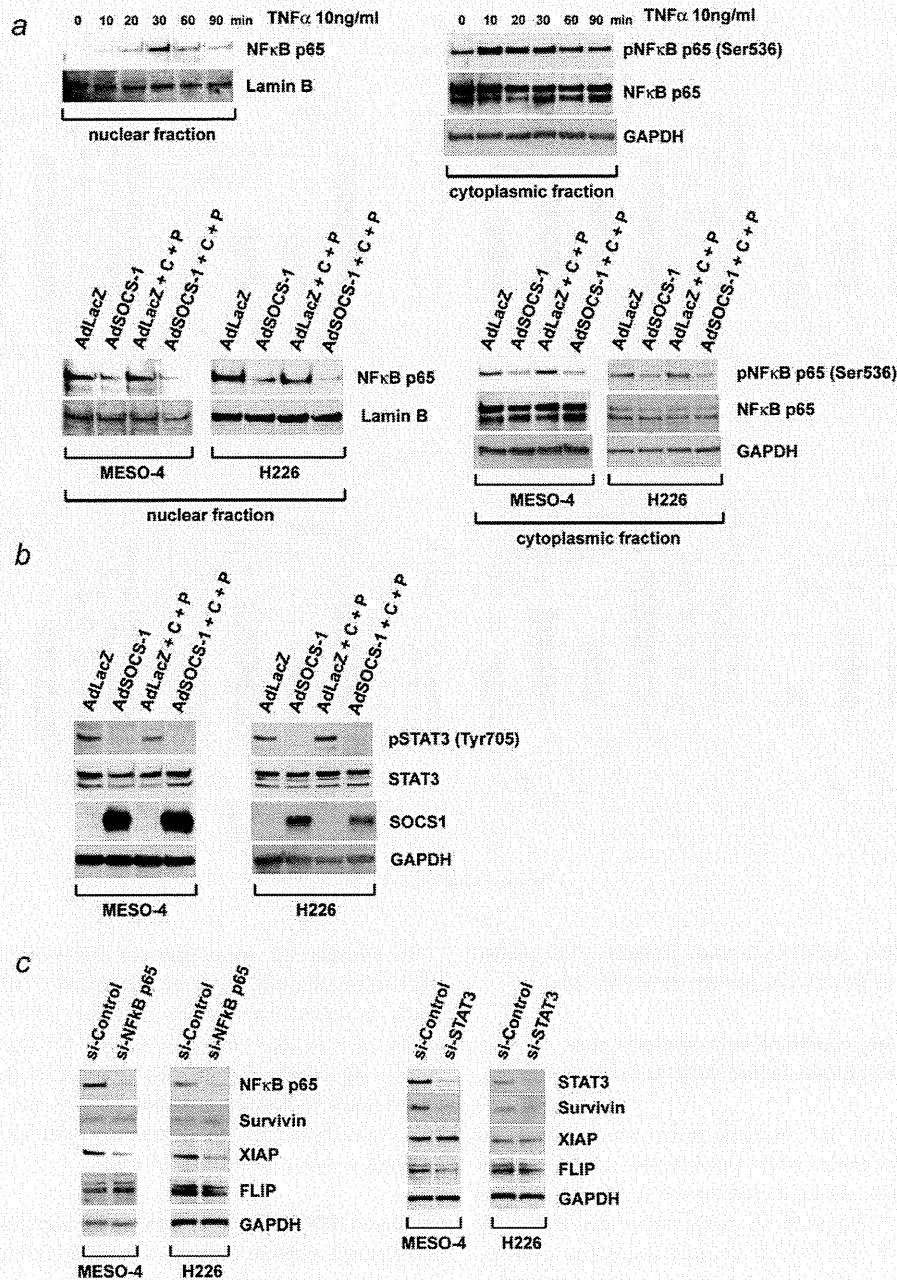 a
0 10 20 30 60 90 min TNFα 10ng/ml
NFκB p65
Lamin B
nuclear fraction
0 10 20 30 60 90 min TNFα 10ng/ml
pNFκB p65 (Ser536)
NFκB p65
GAPDH
cytoplasmic fraction
AdLacZ
AdSOCS-1
AdLacZ + C + P
AdSOCS-1 + C + P
AdLacZ
AdSOCS-1
AdLacZ + C + P
AdSOCS-1 + C + P
NFκB p65
Lamin B
MESO-4
H226
nuclear fraction
AdLacZ
AdSOCS-1
AdLacZ + C + P
AdSOCS-1 + C + P
AdLacZ
AdSOCS-1
AdLacZ + C + P
AdSOCS-1 + C + P
pNFκB p65 (Ser536)
NFκB p65
GAPDH
MESO-4
H226
cytoplasmic fraction
b
AdLacZ
AdSOCS-1
AdLacZ + C + P
AdSOCS-1 + C + P
AdLacZ
AdSOCS-1
AdLacZ + C + P
AdSOCS-1 + C + P
pSTAT3 (Tyr705)
STAT3
SOCS1
GAPDH
MESO-4
H226
c
si-Control
si-NFkB p65
si-Control
si-NFkB p65
NFκB p65
Survivin
XIAP
FLIP
GAPDH
MESO-4
H226
si-Control
si-STAT3
si-Control
si-STAT3
STAT3
Survivin
XIAP
FLIP
GAPDH
MESO-4
H226